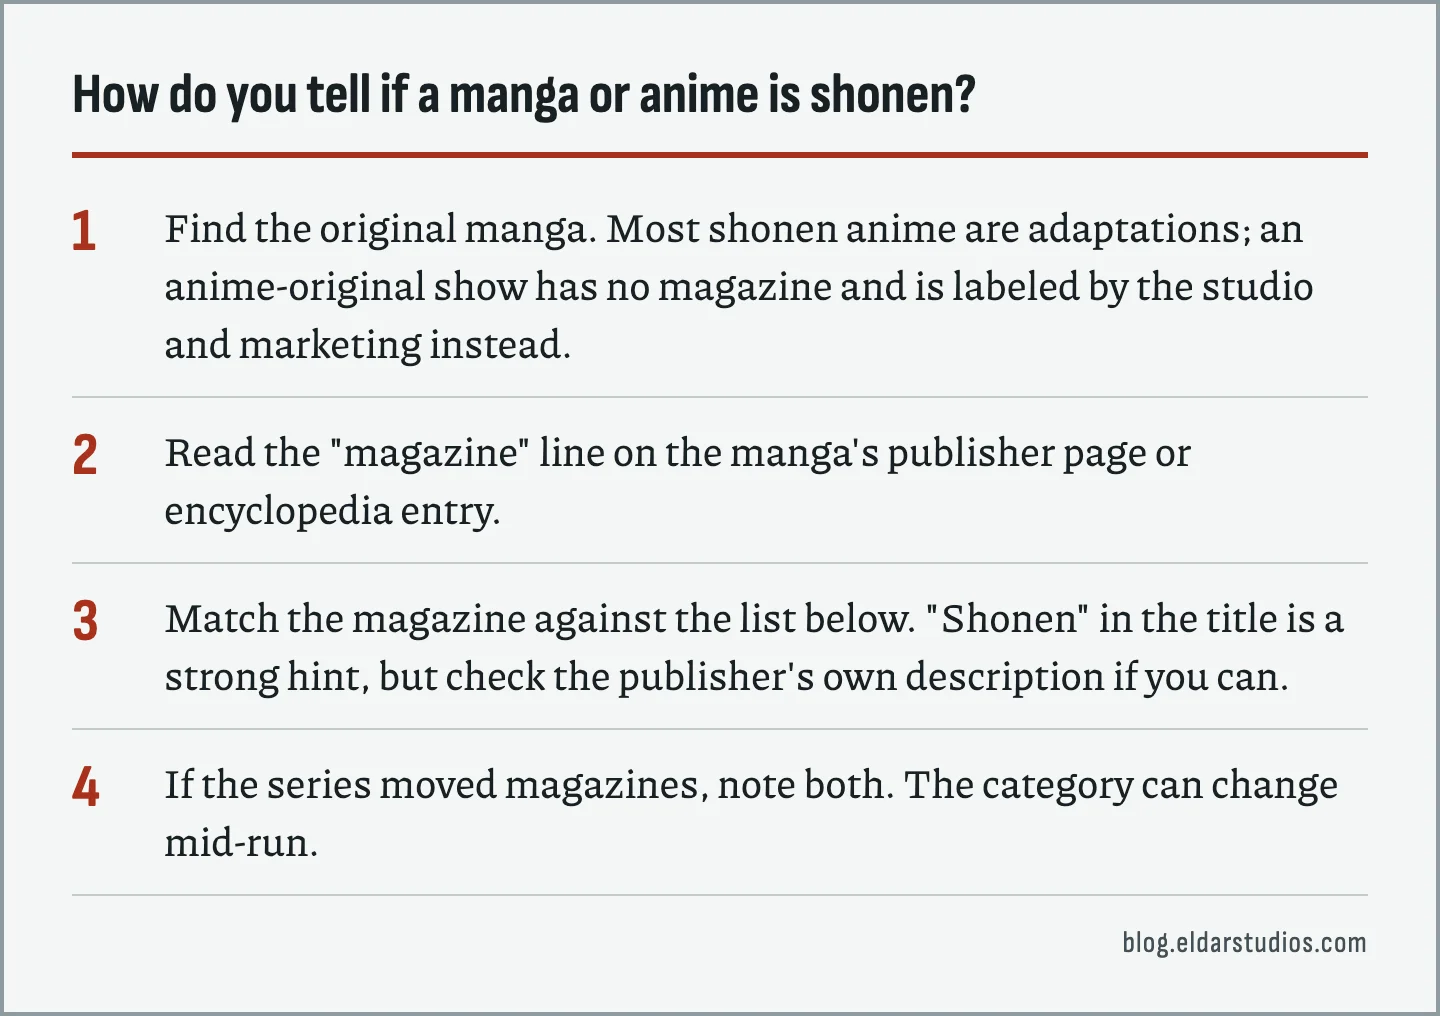 How do you tell if a manga or anime is shonen?
1
Find the original manga. Most shonen anime are adaptations; an
anime-original show has no magazine and is labeled by the studio
and marketing instead.
2
Read the "magazine" line on the manga's publisher page or
encyclopedia entry.
3
Match the magazine against the list below. "Shonen" in the title is a
strong hint, but check the publisher's own description if you can.
4
If the series moved magazines, note both. The category can change
mid-run.
blog.eldarstudios.com